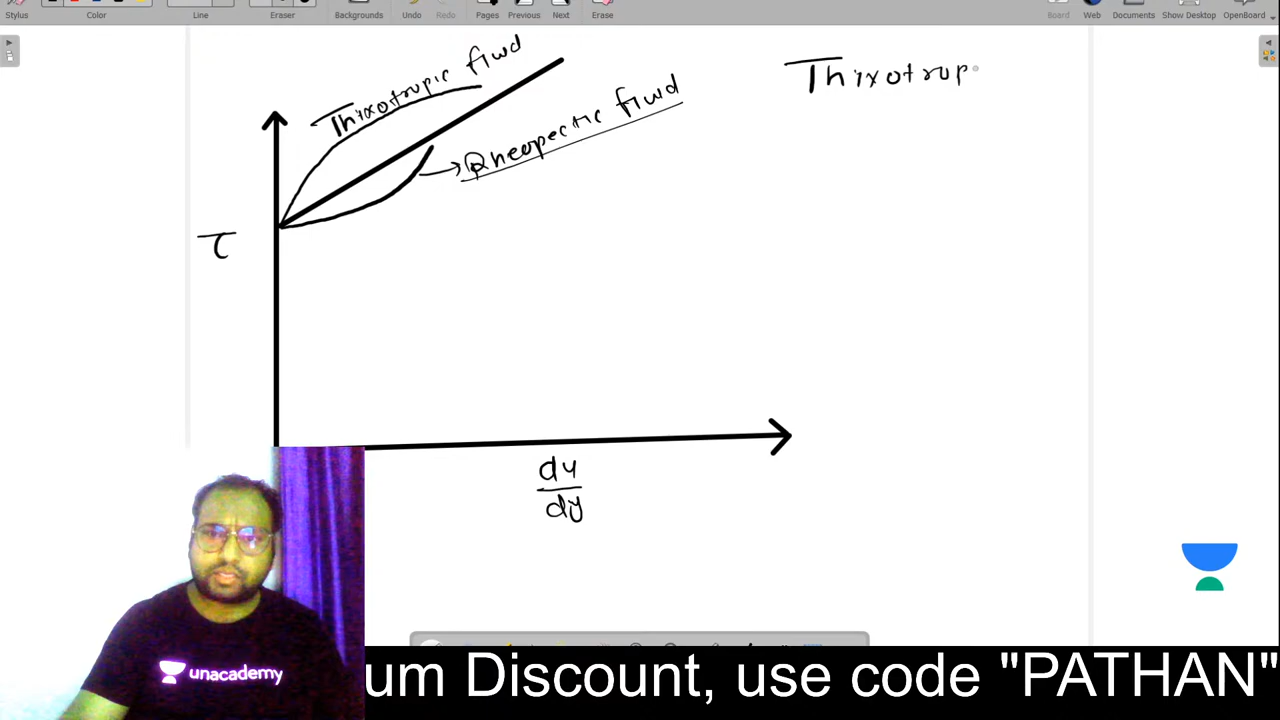 Stylus
Color
Line
Eraser
Backgrounds
Undo
Redo
Pages
Previous
Next
Erase
Board
Web
Documents
Show Desktop
OpenBoard
Thixotropic fluid
Thixotrop
Rheopectic fluid
τ
du
dy
unacademy
um Discount, use code "PATHAN"